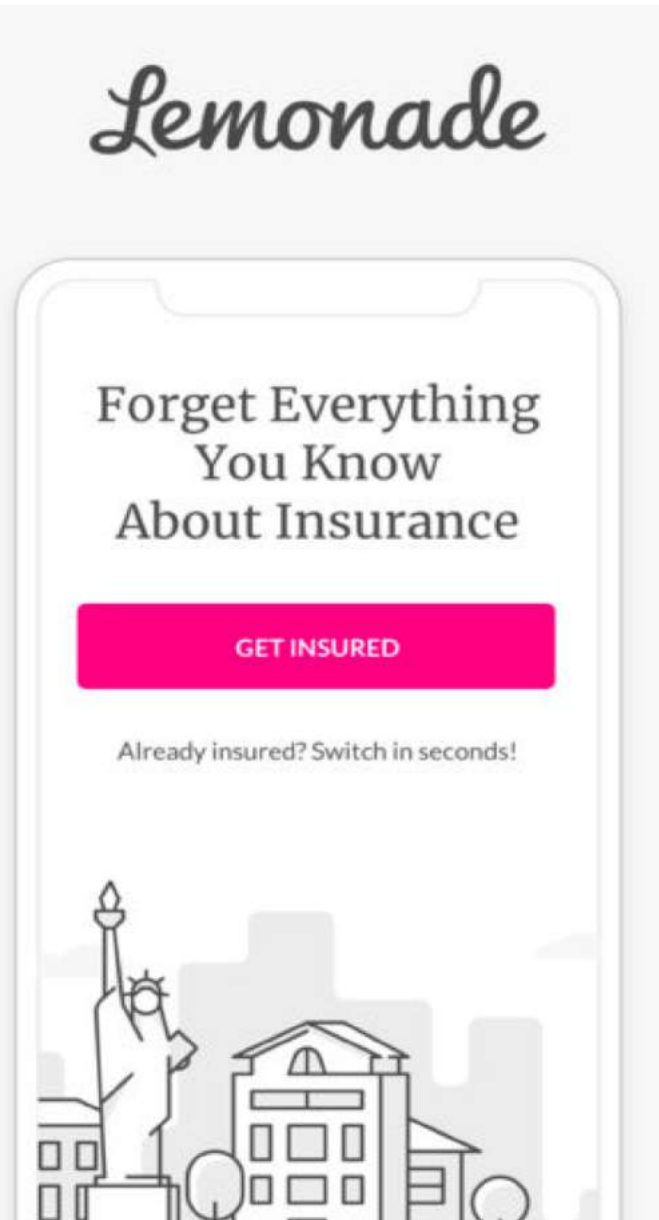 Lemonade
Forget Everything
You Know
About Insurance
GET INSURED
Already insured? Switch in seconds!